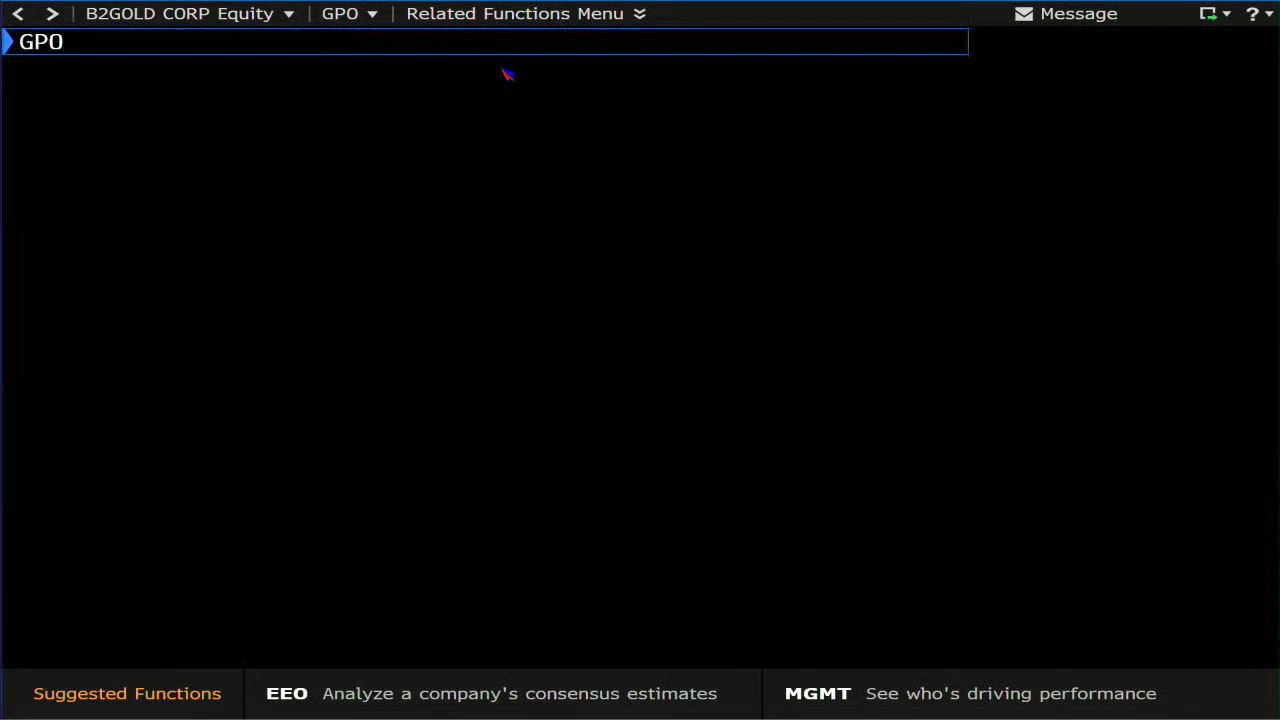 B2GOLD CORP Equity GPO Related Functions Menu Message ?
GPO
Suggested Functions EEO Analyze a company's consensus estimates MGMT See who's driving performance